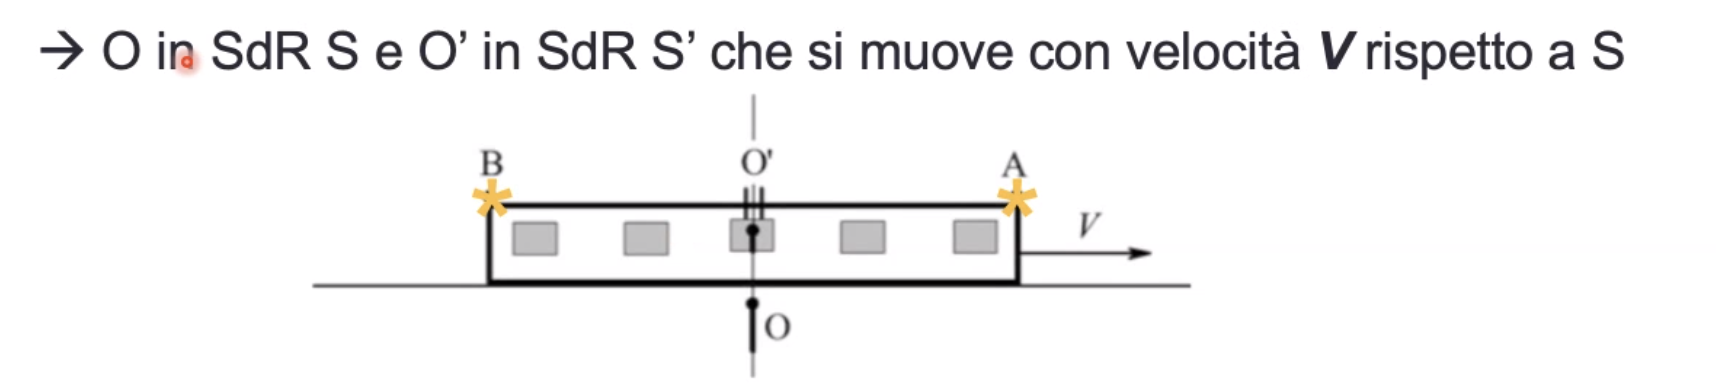 → O in SdR S e O’ in SdR S’ che si muove con velocità V rispetto a S
B O' A
V
O